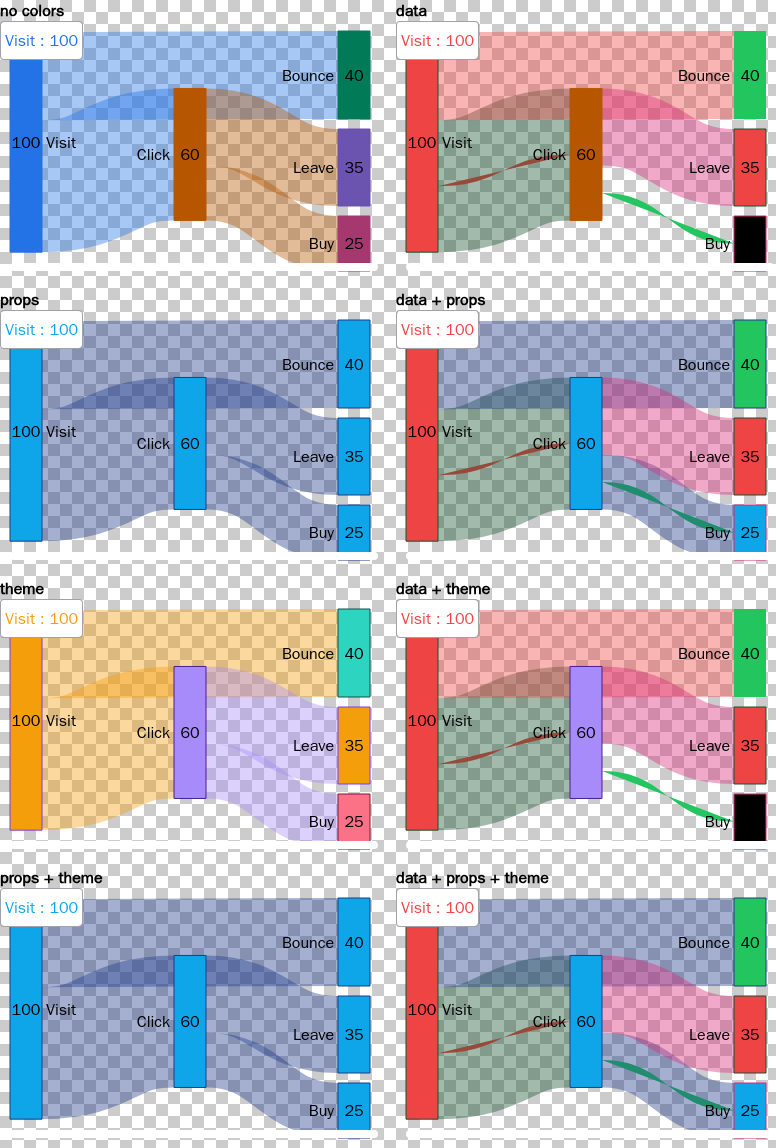 no colors
Visit : 100
Bounce 40
100 Visit
Click 60
Leave 35
Buy 25
data
Visit : 100
Bounce 40
100 Visit
Click 60
Leave 35
Buy
props
Visit : 100
Bounce 40
100 Visit
Click 60
Leave 35
Buy 25
data + props
Visit : 100
Bounce 40
100 Visit
Click 60
Leave 35
Buy 25
theme
Visit : 100
Bounce 40
100 Visit
Click 60
Leave 35
Buy 25
data + theme
Visit : 100
Bounce 40
100 Visit
Click 60
Leave 35
Buy
props + theme
Visit : 100
Bounce 40
100 Visit
Click 60
Leave 35
Buy 25
data + props + theme
Visit : 100
Bounce 40
100 Visit
Click 60
Leave 35
Buy 25